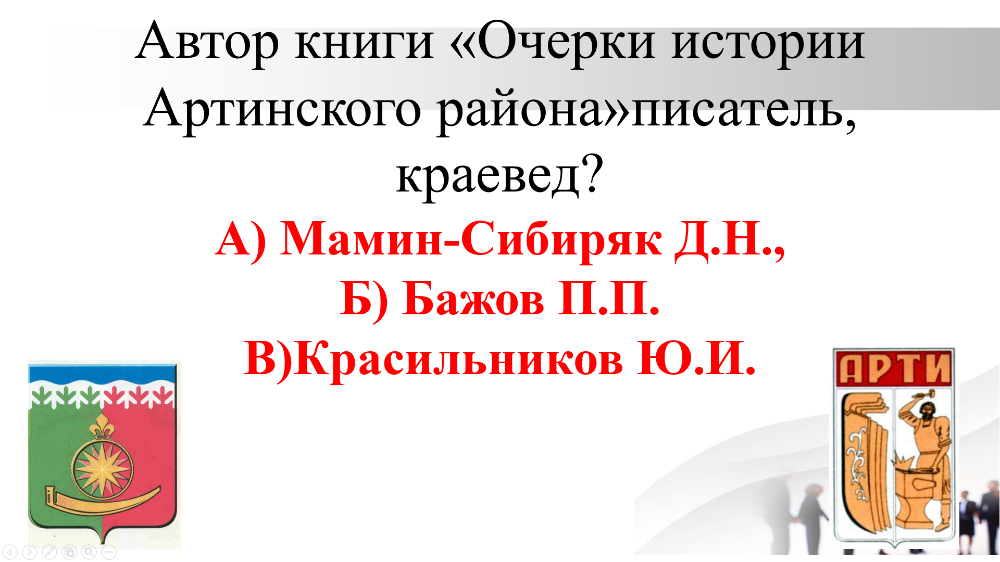 Автор книги «Очерки истории
Артинского района»писатель,
краевед?
А) Мамин-Сибиряк Д.Н.,
Б) Бажов П.П.
В)Красильников Ю.И.
АРТИ